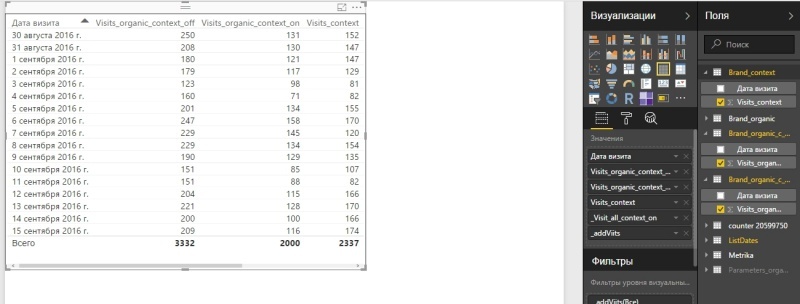 Дата визита Visits_organic_context_off Visits_organic_context_on Visits_context
30 августа 2016 г. 250 131 152
31 августа 2016 г. 208 130 147
1 сентября 2016 г. 180 121 147
2 сентября 2016 г. 179 117 129
3 сентября 2016 г. 123 98 81
4 сентября 2016 г. 160 71 82
5 сентября 2016 г. 201 134 155
6 сентября 2016 г. 247 158 170
7 сентября 2016 г. 229 145 120
8 сентября 2016 г. 229 134 154
9 сентября 2016 г. 190 129 135
10 сентября 2016 г. 151 85 107
11 сентября 2016 г. 151 88 82
12 сентября 2016 г. 204 115 166
13 сентября 2016 г. 221 128 170
14 сентября 2016 г. 200 100 166
15 сентября 2016 г. 209 116 174
Всего 3332 2000 2337
Визуализации
R
Значения
Дата визита
Visits_organic_context_...
Visits_organic_context_...
Visits_context
_Visit_all_context_on
_addViits
Фильтры
Фильтры уровня визуальны...
_addViits(Все)
Поля
Поиск
Brand_context
Дата визита
Σ Visits_context
Brand_organic
Brand_organic_c...
Дата визита
Σ Visits_organ...
Brand_organic_c...
Дата визита
Σ Visits_organ...
counter 20599750
ListDates
Metrika
Parameters_orga...